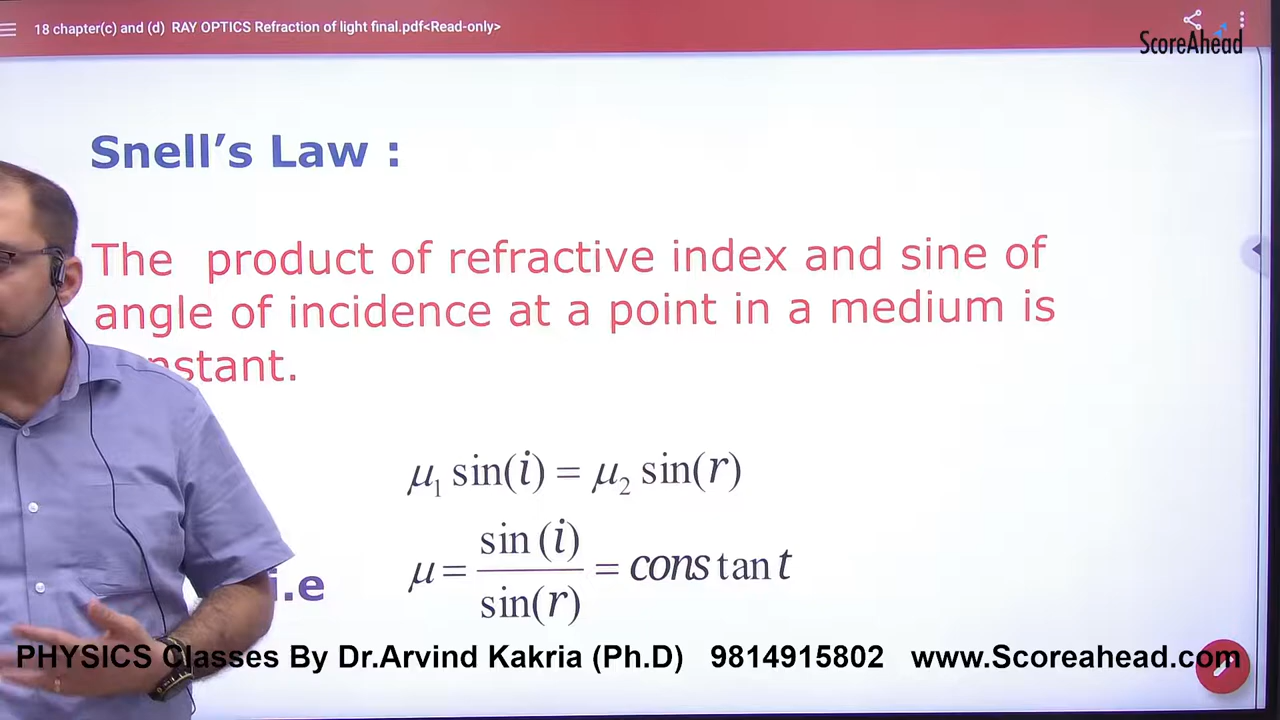 18 chapter(c) and (d) RAY OPTICS Refraction of light final.pdf<Read-only>
ScoreAhead
Snell’s Law :
The product of refractive index and sine of
angle of incidence at a point in a medium is
nstant.
μ₁ sin(i) = μ₂ sin(r)
i.e μ = sin (i) / sin(r) = constant
PHYSICS Classes By Dr.Arvind Kakria (Ph.D) 9814915802 www.Scoreahead.com